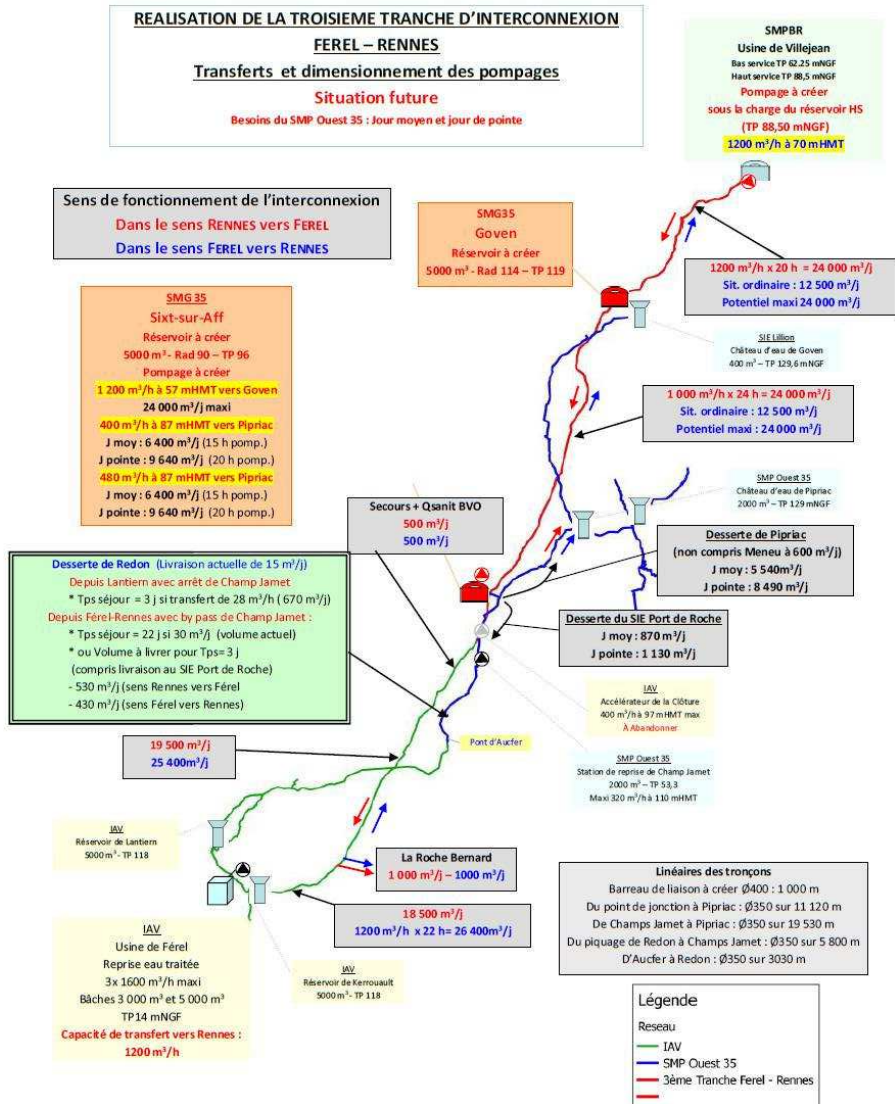 REALISATION DE LA TROISIEME TRANCHE D'INTERCONNEXION
FEREL – RENNES
Transferts et dimensionnement des pompages
Situation future
Besoins du SMP Ouest 35 : Jour moyen et jour de pointe
SMPBR
Usine de Villejean
Bas service TP 62.25 mNGF
Haut service TP 88,5 mNGF
Pompage à créer
sous la charge du réservoir HS
(TP 88,50 mNGF)
1200 m³/h à 70 mHMT
Sens de fonctionnement de l'interconnexion
Dans le sens RENNES vers FEREL
Dans le sens FEREL vers RENNES
SMG35
Goven
Réservoir à créer
5000 m³ - Rad 114 – TP 119
1200 m³/h x 20 h = 24 000 m³/j
Sit. ordinaire : 12 500 m³/j
Potentiel maxi 24 000 m³/j
SMG 35
Sixt-sur-Aff
Réservoir à créer
5000 m³ - Rad 90 – TP 96
Pompage à créer
1 200 m³/h à 57 mHMT vers Goven
24 000 m³/j maxi
400 m³/h à 87 mHMT vers Pipriac
J moy : 6 400 m³/j (15 h pomp.)
J pointe : 9 640 m³/j (20 h pomp.)
480 m³/h à 87 mHMT vers Pipriac
J moy : 6 400 m³/j (15 h pomp.)
J pointe : 9 640 m³/j (20 h pomp.)
SIE Lillion
Château d'eau de Goven
400 m³ – TP 129,6 mNGF
1 000 m³/h x 24 h = 24 000 m³/j
Sit. ordinaire : 12 500 m³/j
Potentiel maxi : 24 000 m³/j
SMP Ouest 35
Château d'eau de Pipriac
2000 m³ – TP 129 mNGF
Secours + Qsanit BVO
500 m³/j
500 m³/j
Desserte de Pipriac
(non compris Meneu à 600 m³/j)
J moy : 5 540m³/j
J pointe : 8 490 m³/j
Desserte de Redon (Livraison actuelle de 15 m³/j)
Depuis Lantiern avec arrêt de Champ Jamet
* Tps séjour = 3 j si transfert de 28 m³/h ( 670 m³/j)
Depuis Férel-Rennes avec by pass de Champ Jamet :
* Tps séjour = 22 j si 30 m³/j (volume actuel)
* ou Volume à livrer pour Tps= 3 j
(compris livraison au SIE Port de Roche)
- 530 m³/j (sens Rennes vers Férel
- 430 m³/j (sens Férel vers Rennes)
Desserte du SIE Port de Roche
J moy : 870 m³/j
J pointe : 1 130 m³/j
IAV
Accélérateur de la Clôture
400 m³/h à 97 mHMT max
À Abandonner
Pont d'Aucfer
19 500 m³/j
25 400m³/j
SMP Ouest 35
Station de reprise de Champ Jamet
2000 m³ – TP 53,3
Maxi 320 m³/h à 110 mHMT
IAV
Réservoir de Lantiern
5000 m³ - TP 118
La Roche Bernard
1 000 m³/j – 1000 m³/j
18 500 m³/j
1200 m³/h x 22 h= 26 400m³/j
IAV
Usine de Férel
Reprise eau traitée
3x 1600 m³/h maxi
Bâches 3 000 m³ et 5 000 m³
TP14 mNGF
Capacité de transfert vers Rennes :
1200 m³/h
IAV
Réservoir de Kerrouault
5000 m³ - TP 118
Linéaires des tronçons
Barreau de liaison à créer Ø400 : 1 000 m
Du point de jonction à Pipriac : Ø350 sur 11 120 m
De Champs Jamet à Pipriac : Ø350 sur 19 530 m
Du piquage de Redon à Champs Jamet : Ø350 sur 5 800 m
D'Aucfer à Redon : Ø350 sur 3030 m
Légende
Reseau
IAV
SMP Ouest 35
3ème Tranche Ferel - Rennes